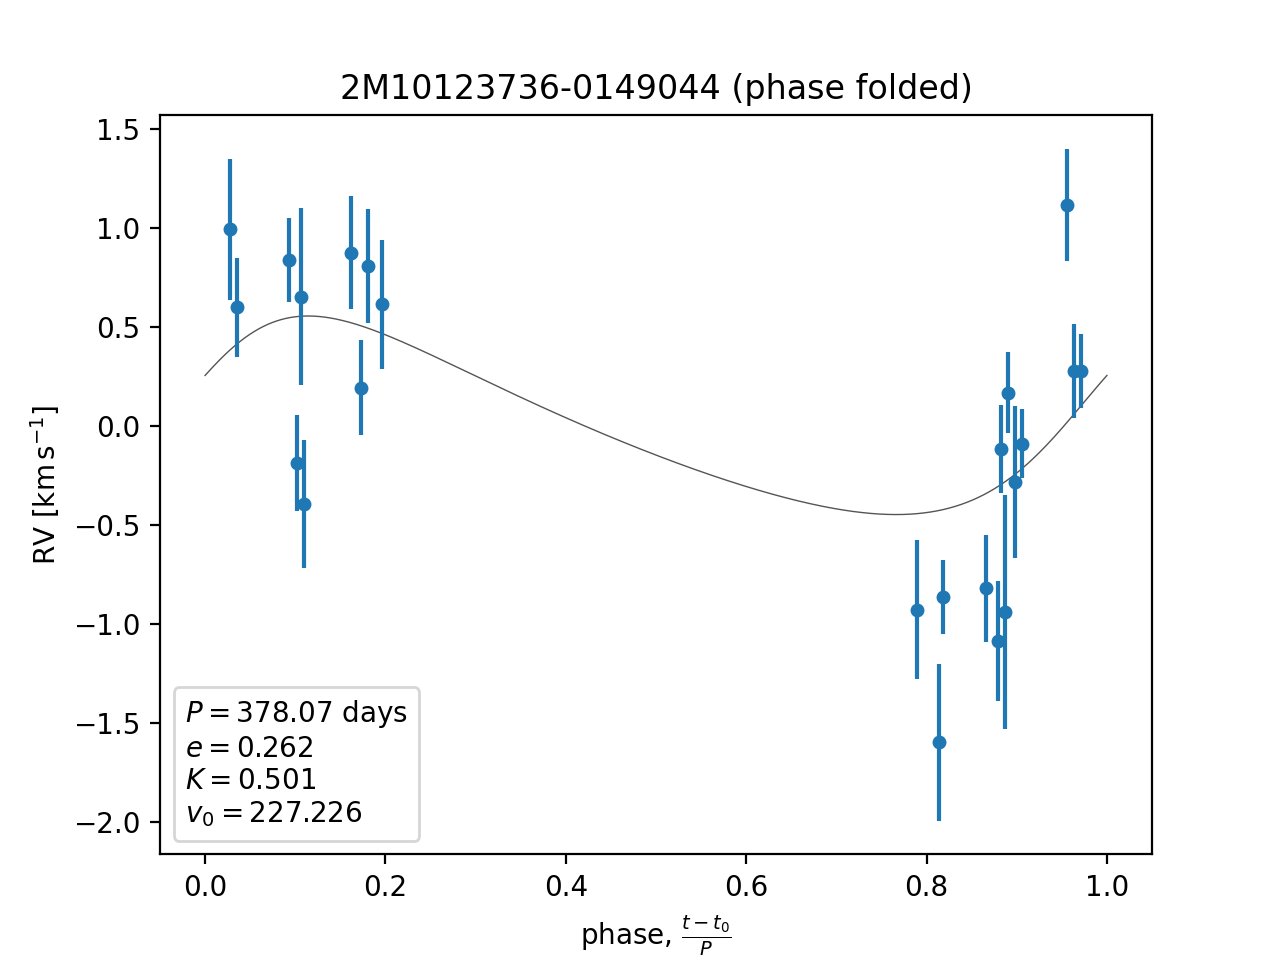 2M10123736-0149044 (phase folded)
1.5
1.0
0.5
0.0
−0.5
−1.0
−1.5
−2.0
RV [km s⁻¹]
P = 378.07 days
e = 0.262
K = 0.501
v₀ = 227.226
0.0 0.2 0.4 0.6 0.8 1.0
phase, (t − t₀)/P